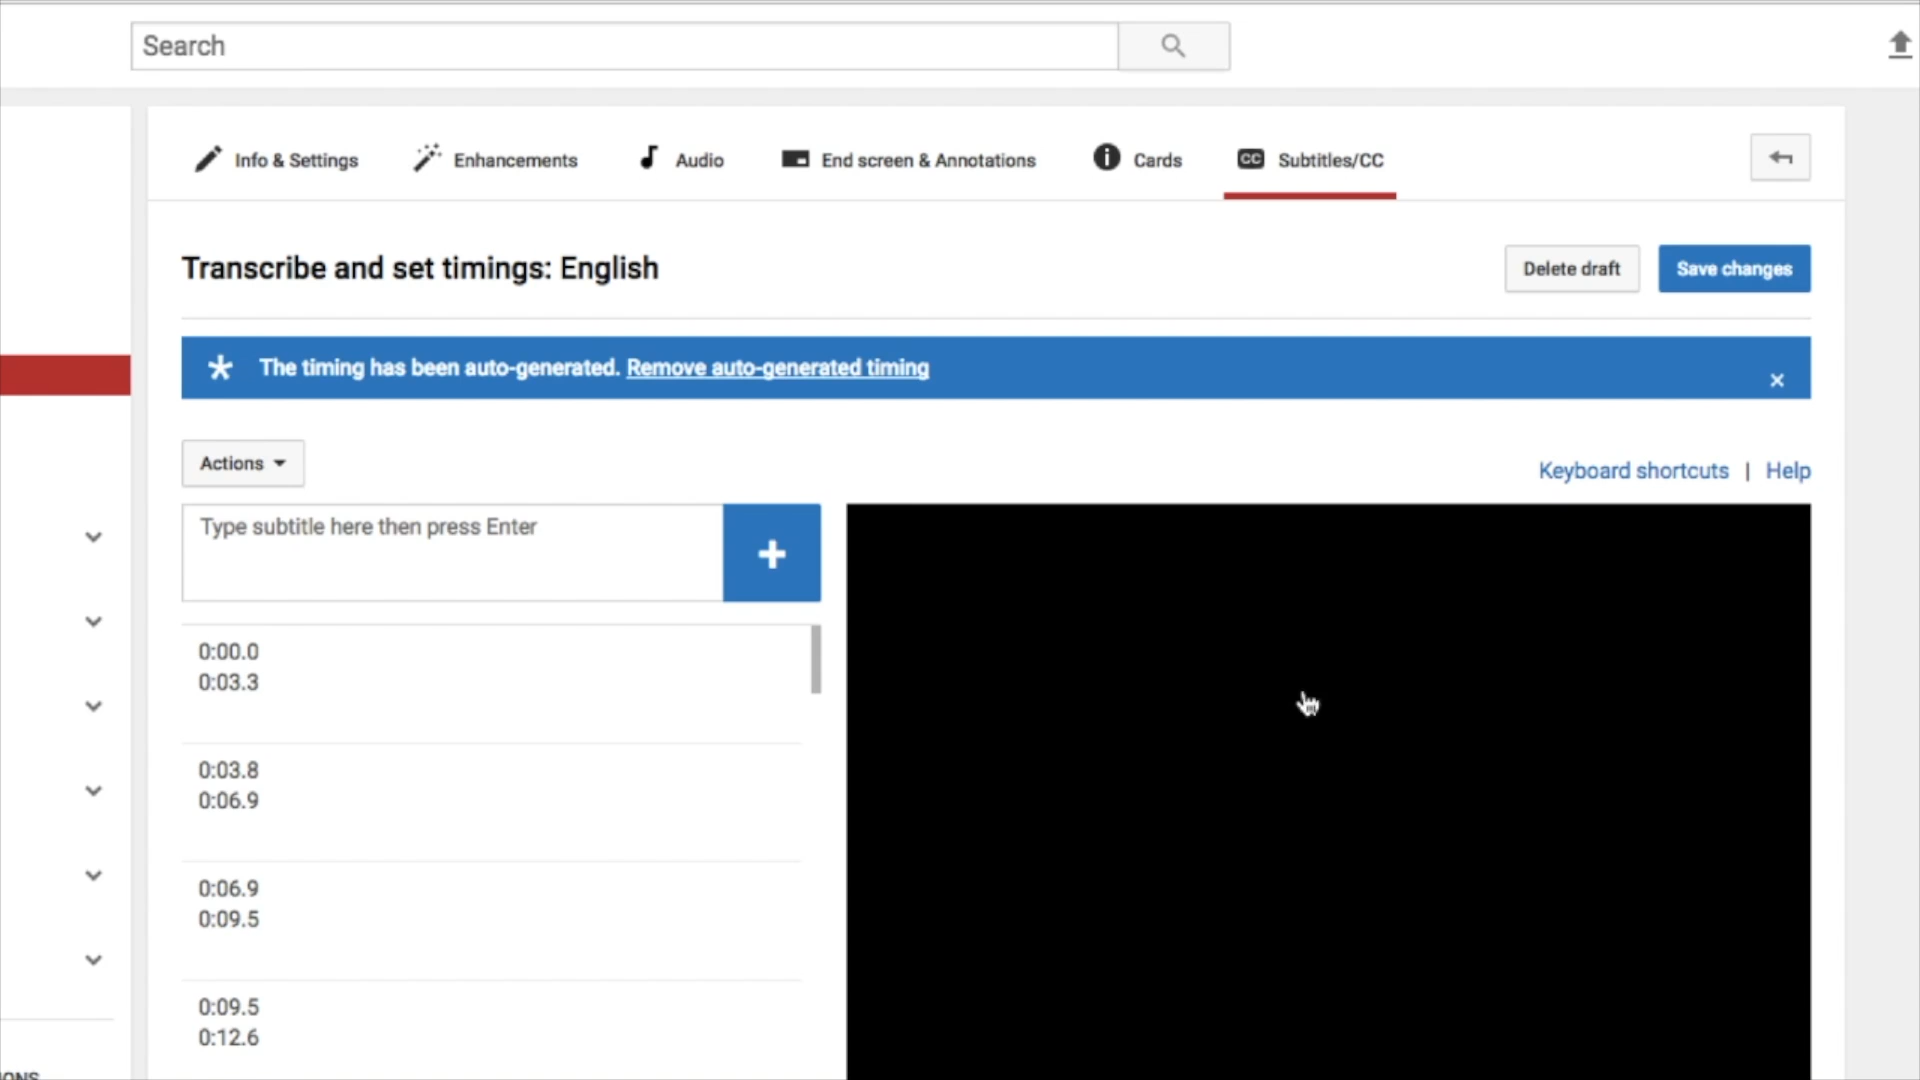 Search
Info & Settings
Enhancements
Audio
End screen & Annotations
Cards
CC Subtitles/CC
Transcribe and set timings: English
Delete draft
Save changes
The timing has been auto-generated. Remove auto-generated timing
Actions
Keyboard shortcuts | Help
Type subtitle here then press Enter
0:00.0
0:03.3
0:03.8
0:06.9
0:06.9
0:09.5
0:09.5
0:12.6